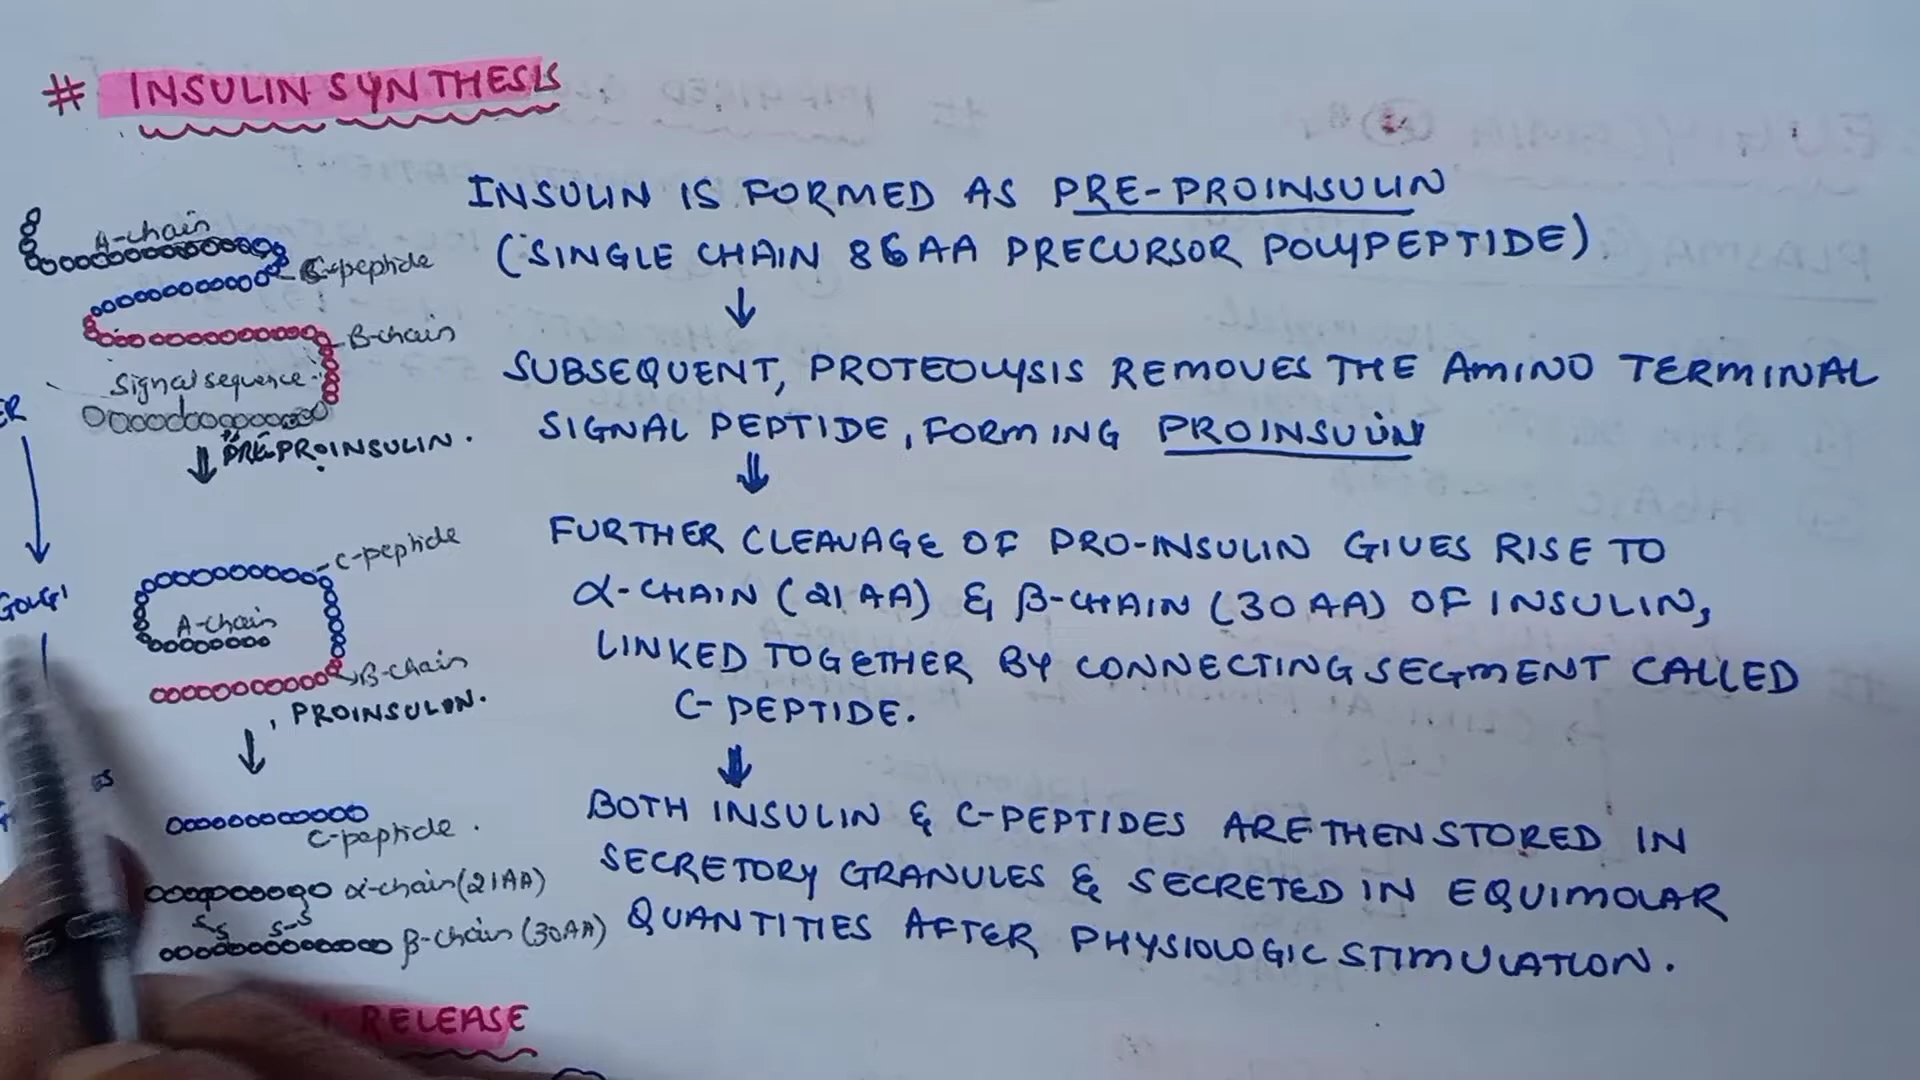 # INSULIN SYNTHESIS
INSULIN IS FORMED AS PRE-PROINSULIN
(SINGLE CHAIN 86AA PRECURSOR POLYPEPTIDE)
SUBSEQUENT, PROTEOLYSIS REMOVES THE AMINO TERMINAL
SIGNAL PEPTIDE, FORMING PROINSULIN
FURTHER CLEAVAGE OF PRO-INSULIN GIVES RISE TO
α-CHAIN (21 AA) & β-CHAIN (30 AA) OF INSULIN,
LINKED TOGETHER BY CONNECTING SEGMENT CALLED
C-PEPTIDE.
BOTH INSULIN & C-PEPTIDES ARE THEN STORED IN
SECRETORY GRANULES & SECRETED IN EQUIMOLAR
QUANTITIES AFTER PHYSIOLOGIC STIMULATION.
A-chain
C-peptide
B-chain
Signal sequence
ER
PRE-PROINSULIN.
C-peptide
GOLGI
A-chain
B-chain
PROINSULIN.
C-peptide.
α-chain (21AA)
S S S-S
β-chain (30AA)
RELEASE